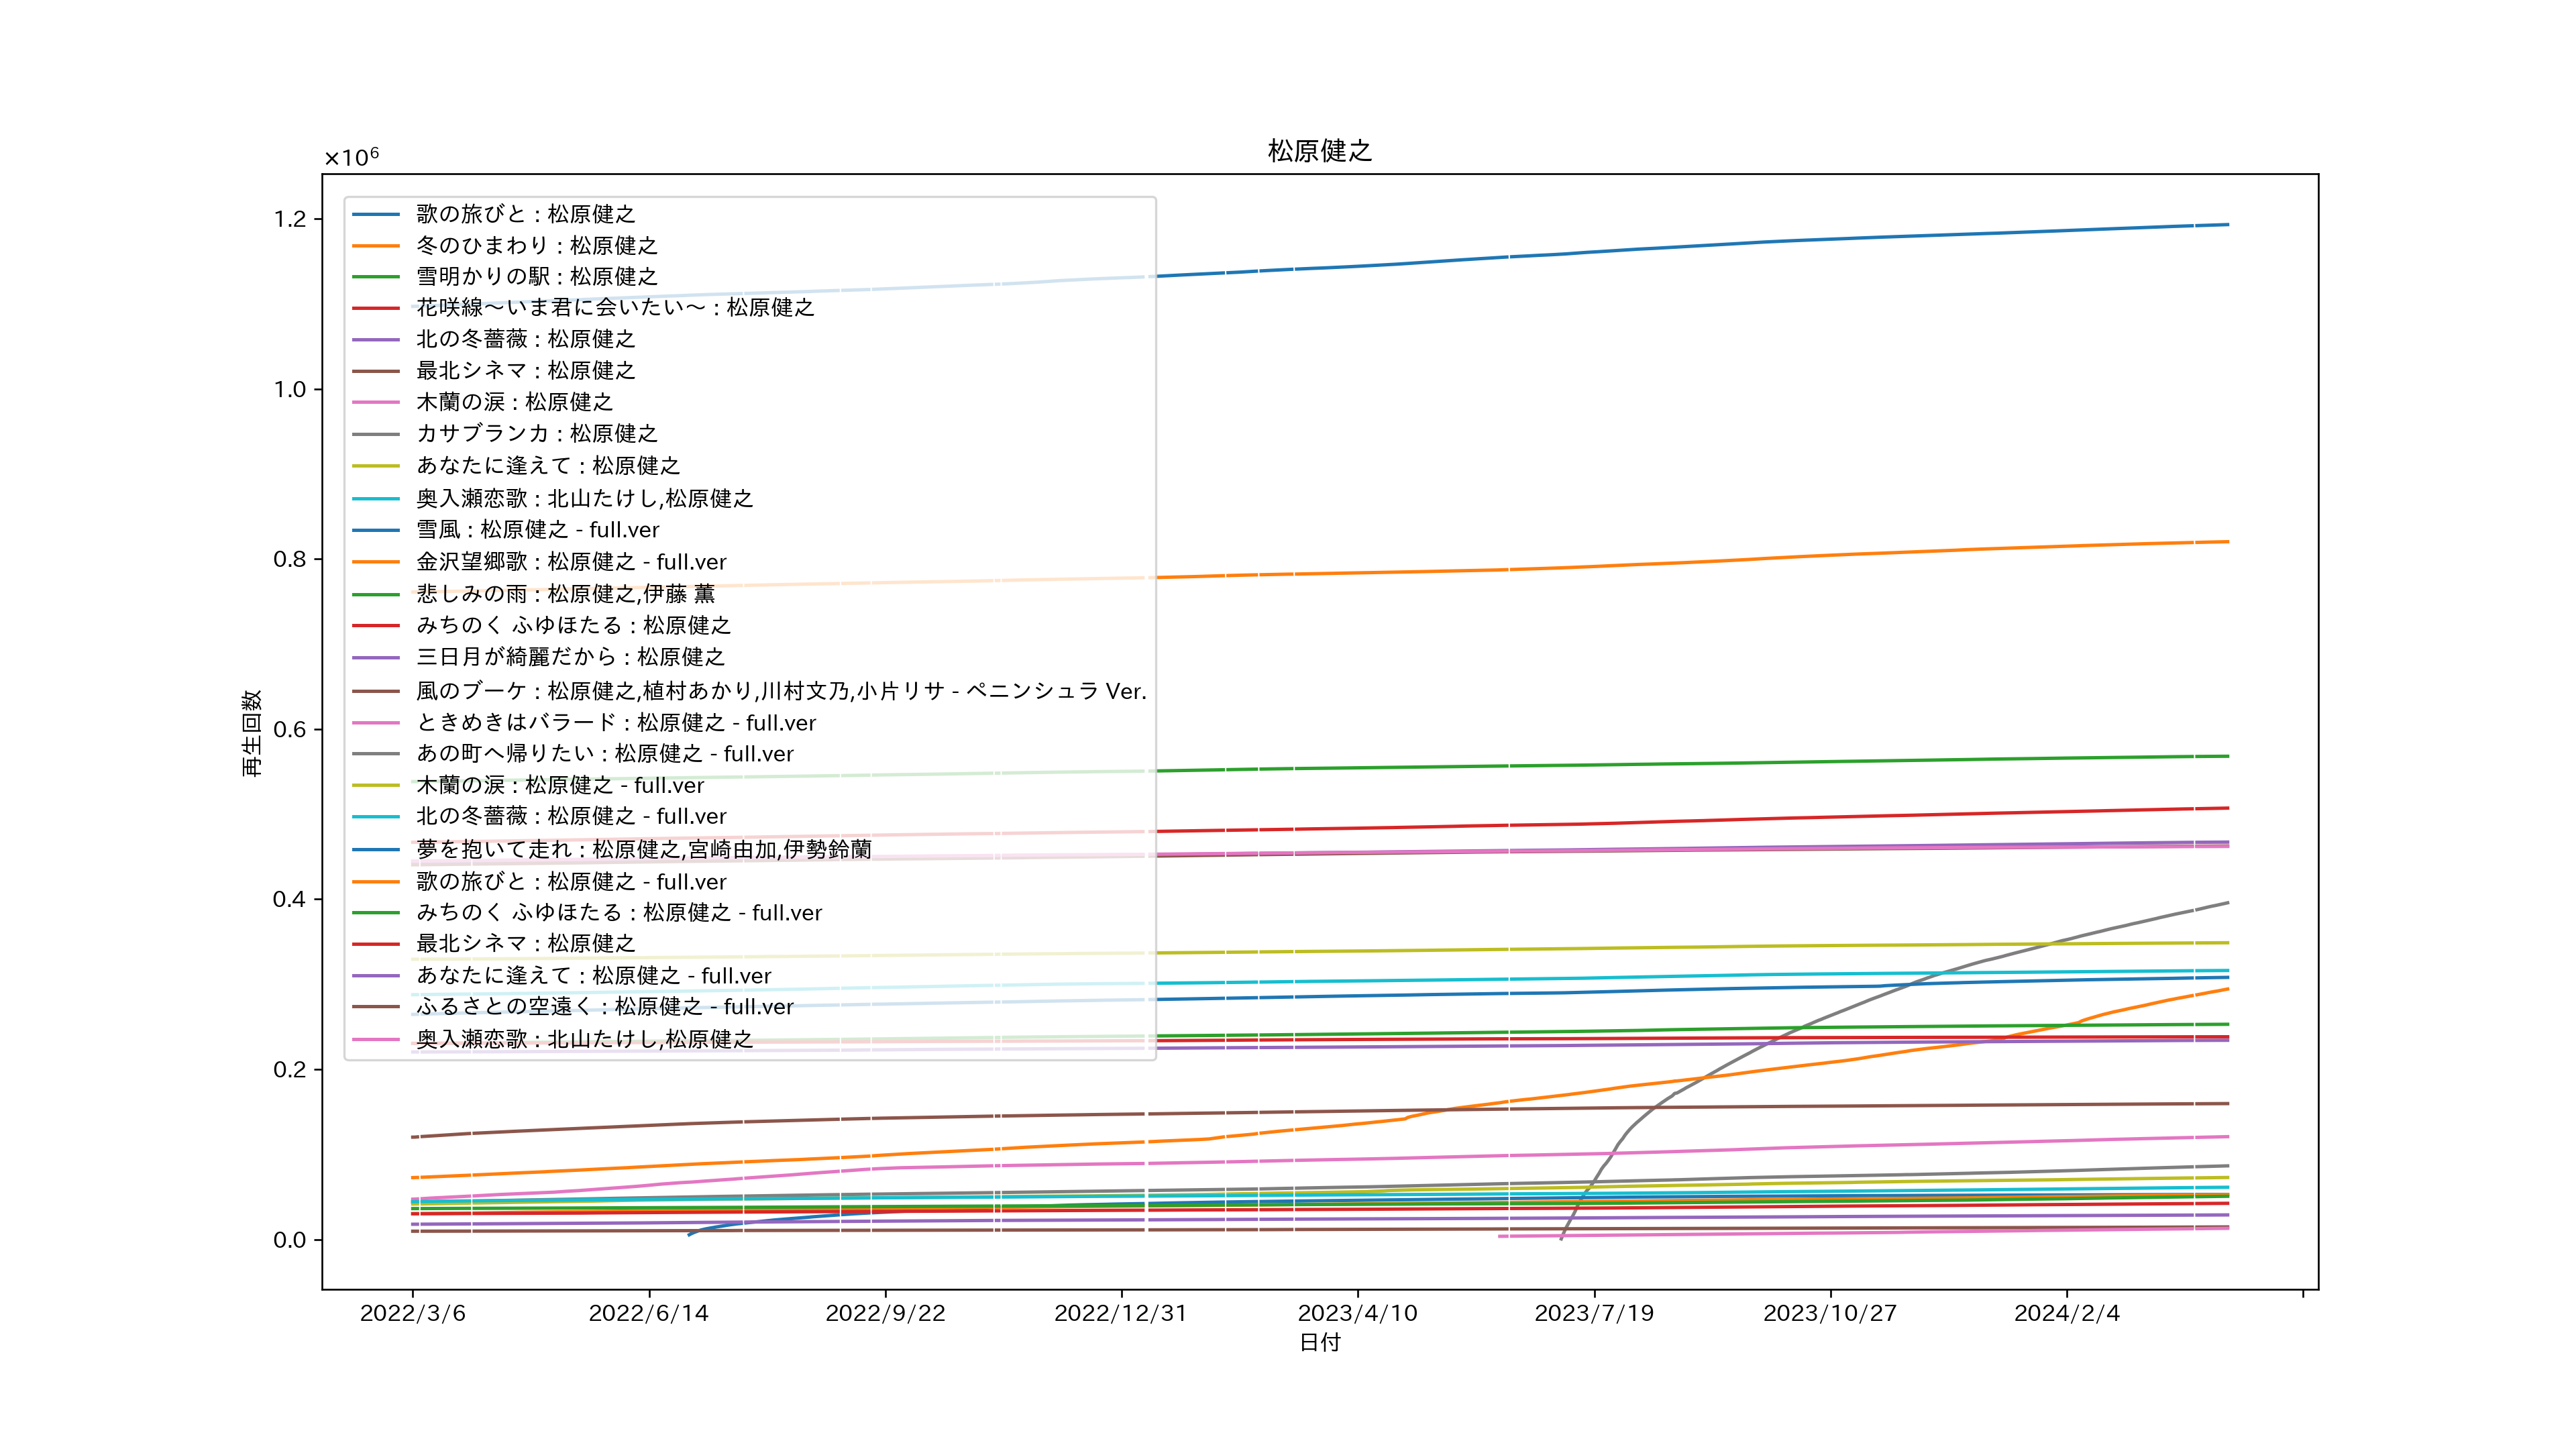 松原健之
×10⁶
1.2
1.0
0.8
0.6
0.4
0.2
0.0
再生回数
歌の旅びと : 松原健之
冬のひまわり : 松原健之
雪明かりの駅 : 松原健之
花咲線〜いま君に会いたい〜 : 松原健之
北の冬薔薇 : 松原健之
最北シネマ : 松原健之
木蘭の涙 : 松原健之
カサブランカ : 松原健之
あなたに逢えて : 松原健之
奥入瀬恋歌 : 北山たけし,松原健之
雪風 : 松原健之 - full.ver
金沢望郷歌 : 松原健之 - full.ver
悲しみの雨 : 松原健之,伊藤 薫
みちのく ふゆほたる : 松原健之
三日月が綺麗だから : 松原健之
風のブーケ : 松原健之,植村あかり,川村文乃,小片リサ - ペニンシュラ Ver.
ときめきはバラード : 松原健之 - full.ver
あの町へ帰りたい : 松原健之 - full.ver
木蘭の涙 : 松原健之 - full.ver
北の冬薔薇 : 松原健之 - full.ver
夢を抱いて走れ : 松原健之,宮崎由加,伊勢鈴蘭
歌の旅びと : 松原健之 - full.ver
みちのく ふゆほたる : 松原健之 - full.ver
最北シネマ : 松原健之
あなたに逢えて : 松原健之 - full.ver
ふるさとの空遠く : 松原健之 - full.ver
奥入瀬恋歌 : 北山たけし,松原健之
2022/3/6 2022/6/14 2022/9/22 2022/12/31 2023/4/10 2023/7/19 2023/10/27 2024/2/4
日付